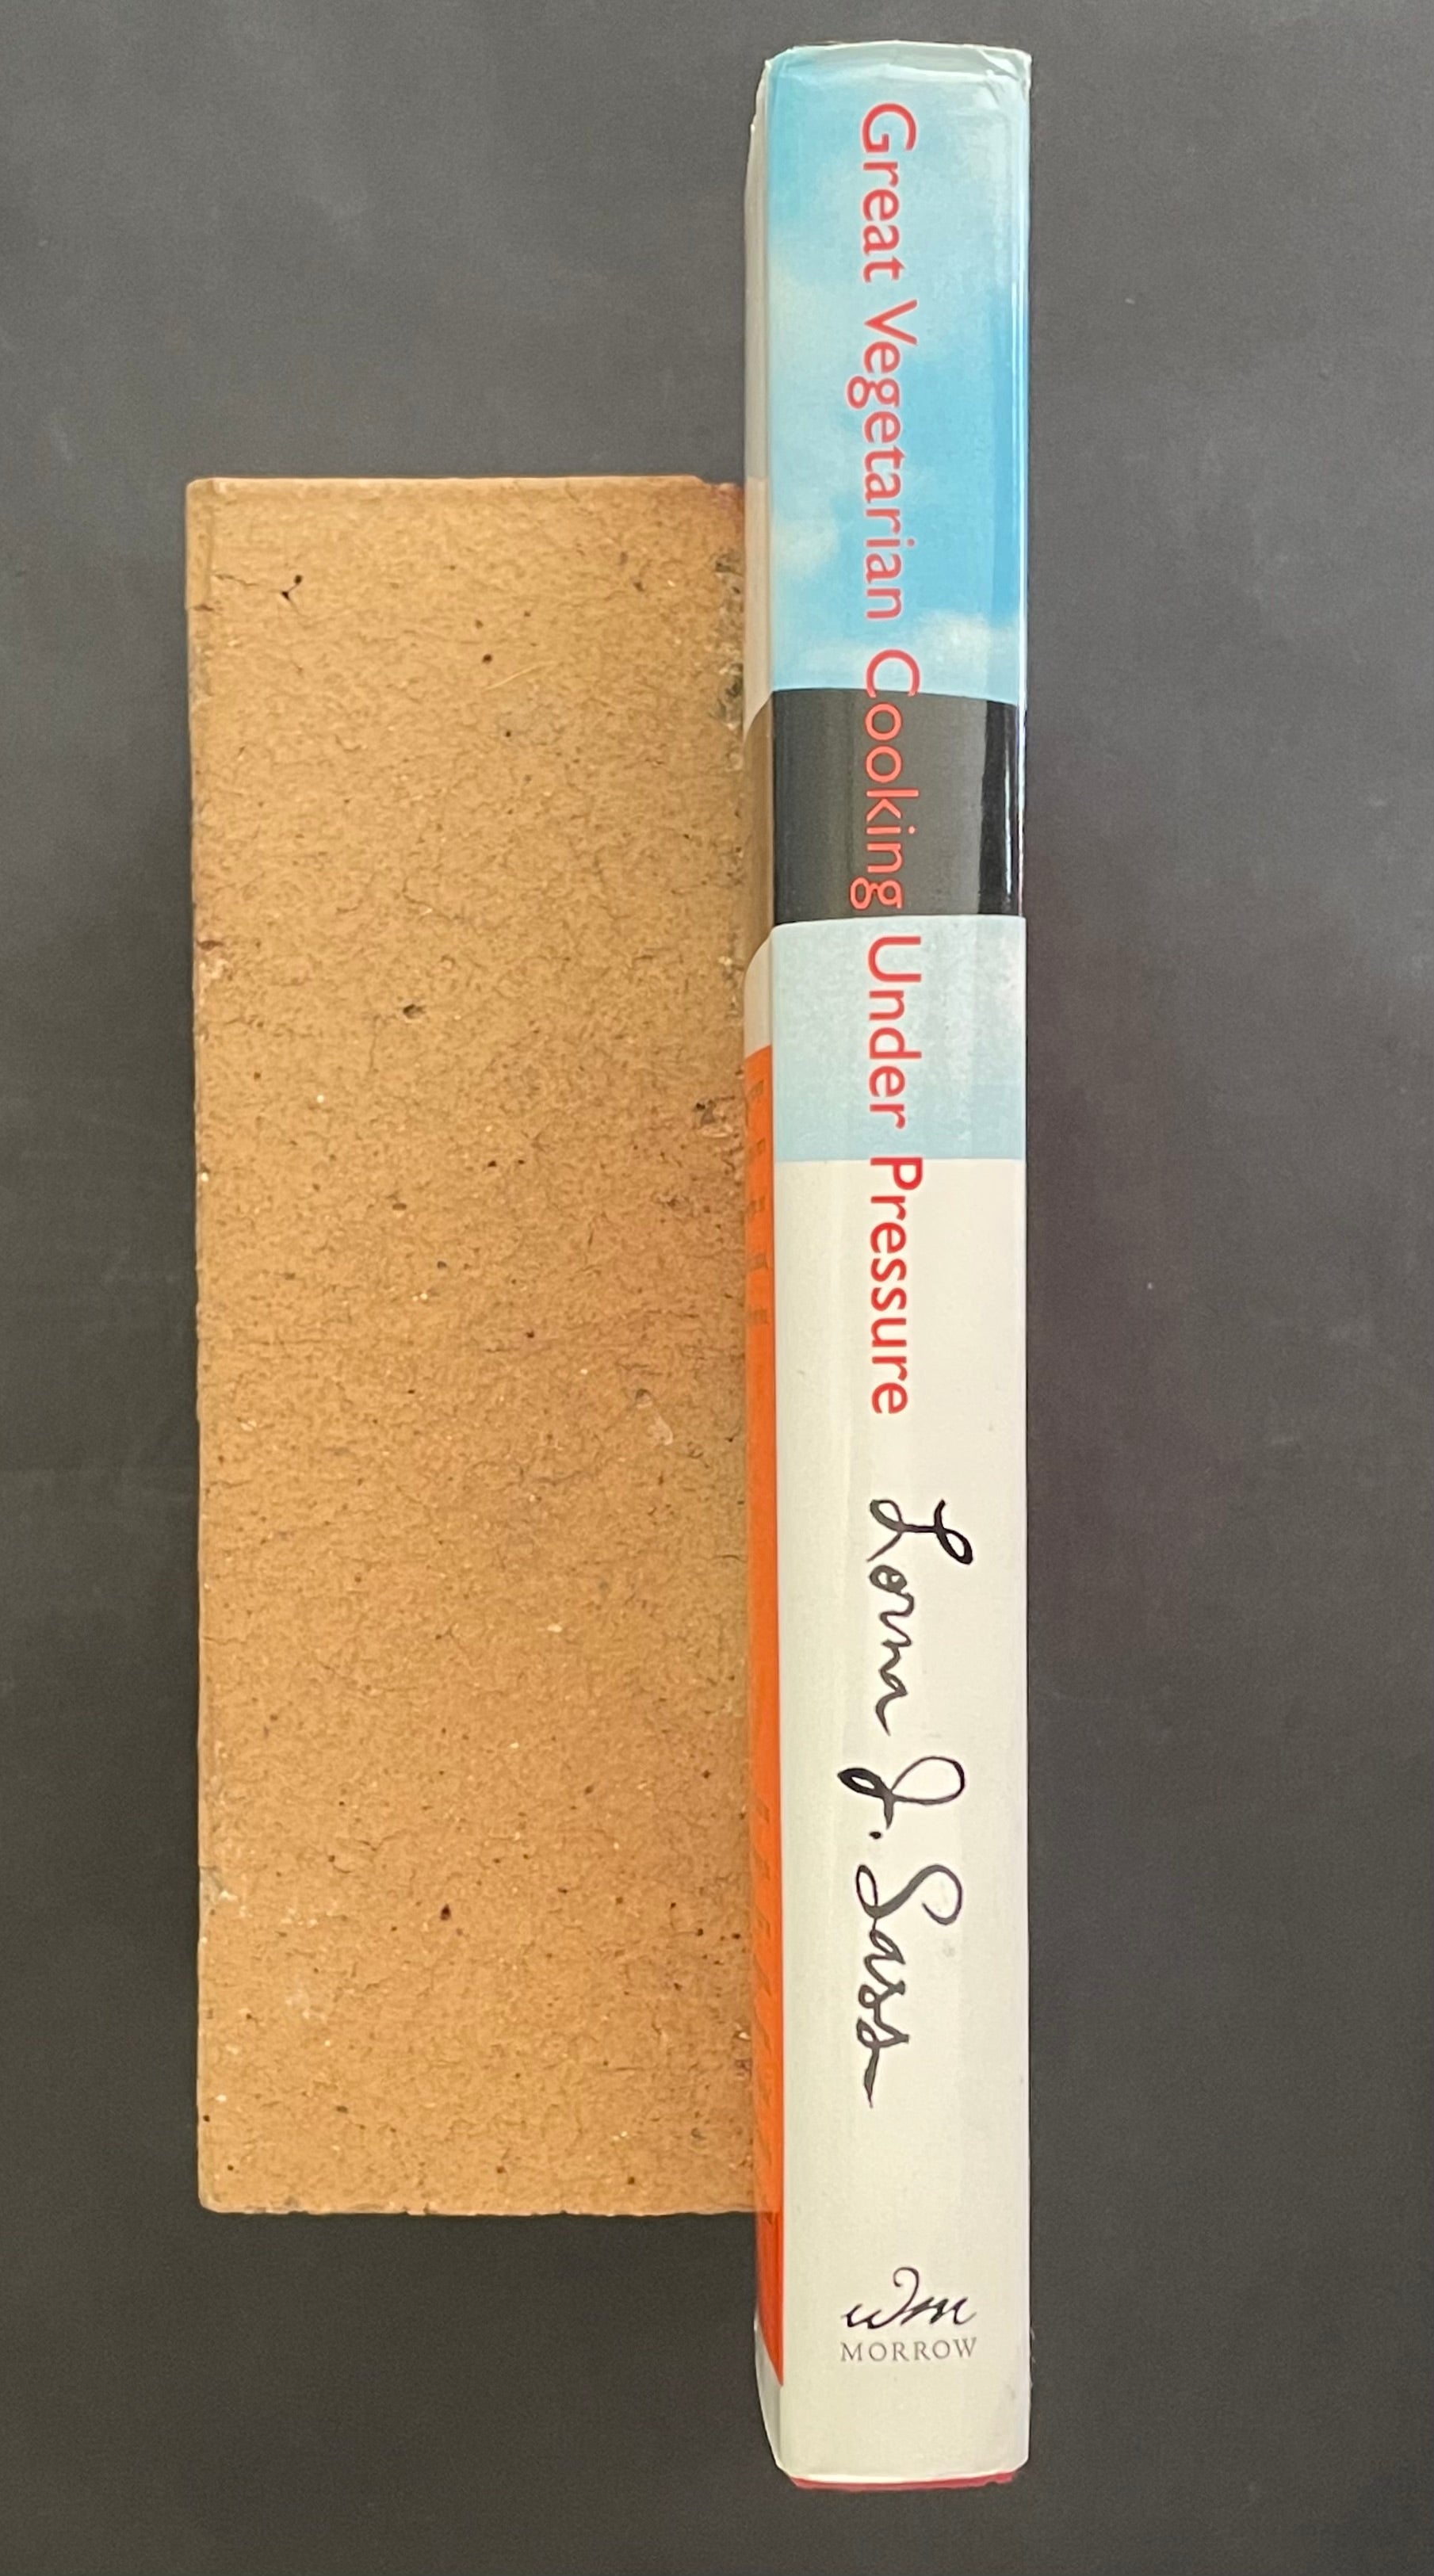 Great Vegetarian Cooking Under Pressure
Lorna J. Sass
Wm
MORROW